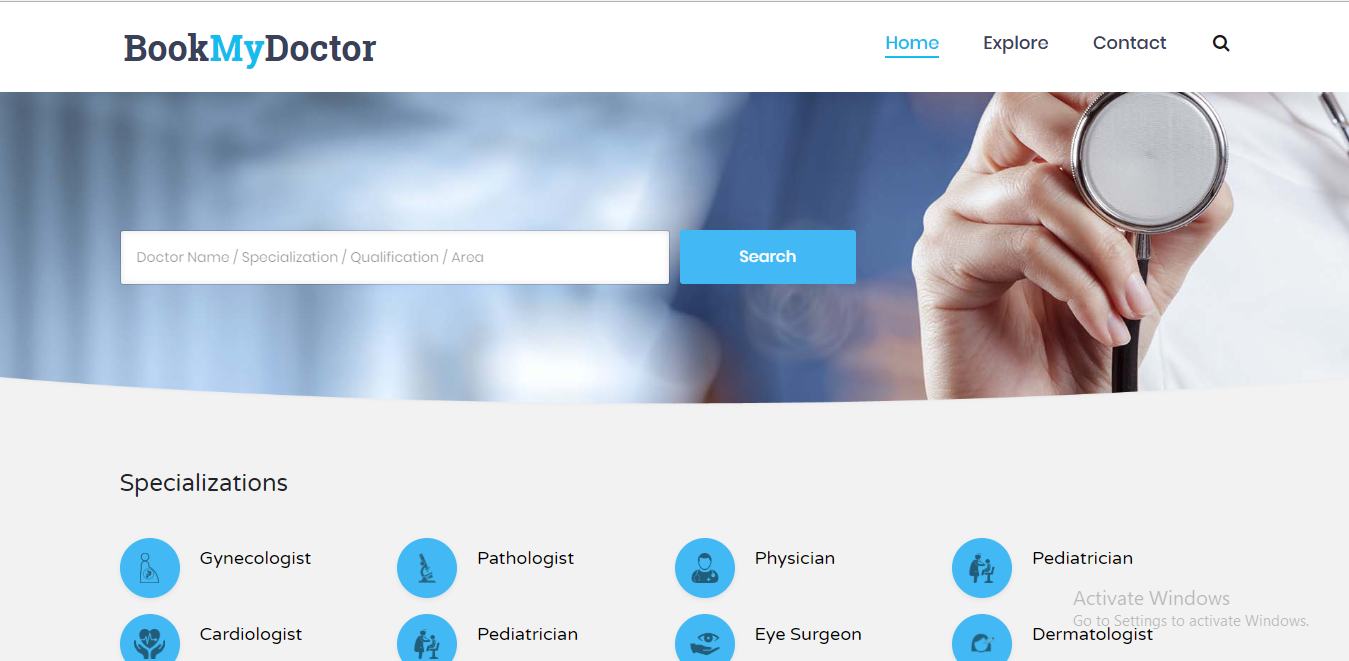 BookMyDoctor
Home Explore Contact
Doctor Name / Specialization / Qualification / Area
Search
Specializations
Gynecologist Pathologist Physician Pediatrician
Cardiologist Pediatrician Eye Surgeon Dermatologist
Activate Windows
Go to Settings to activate Windows.